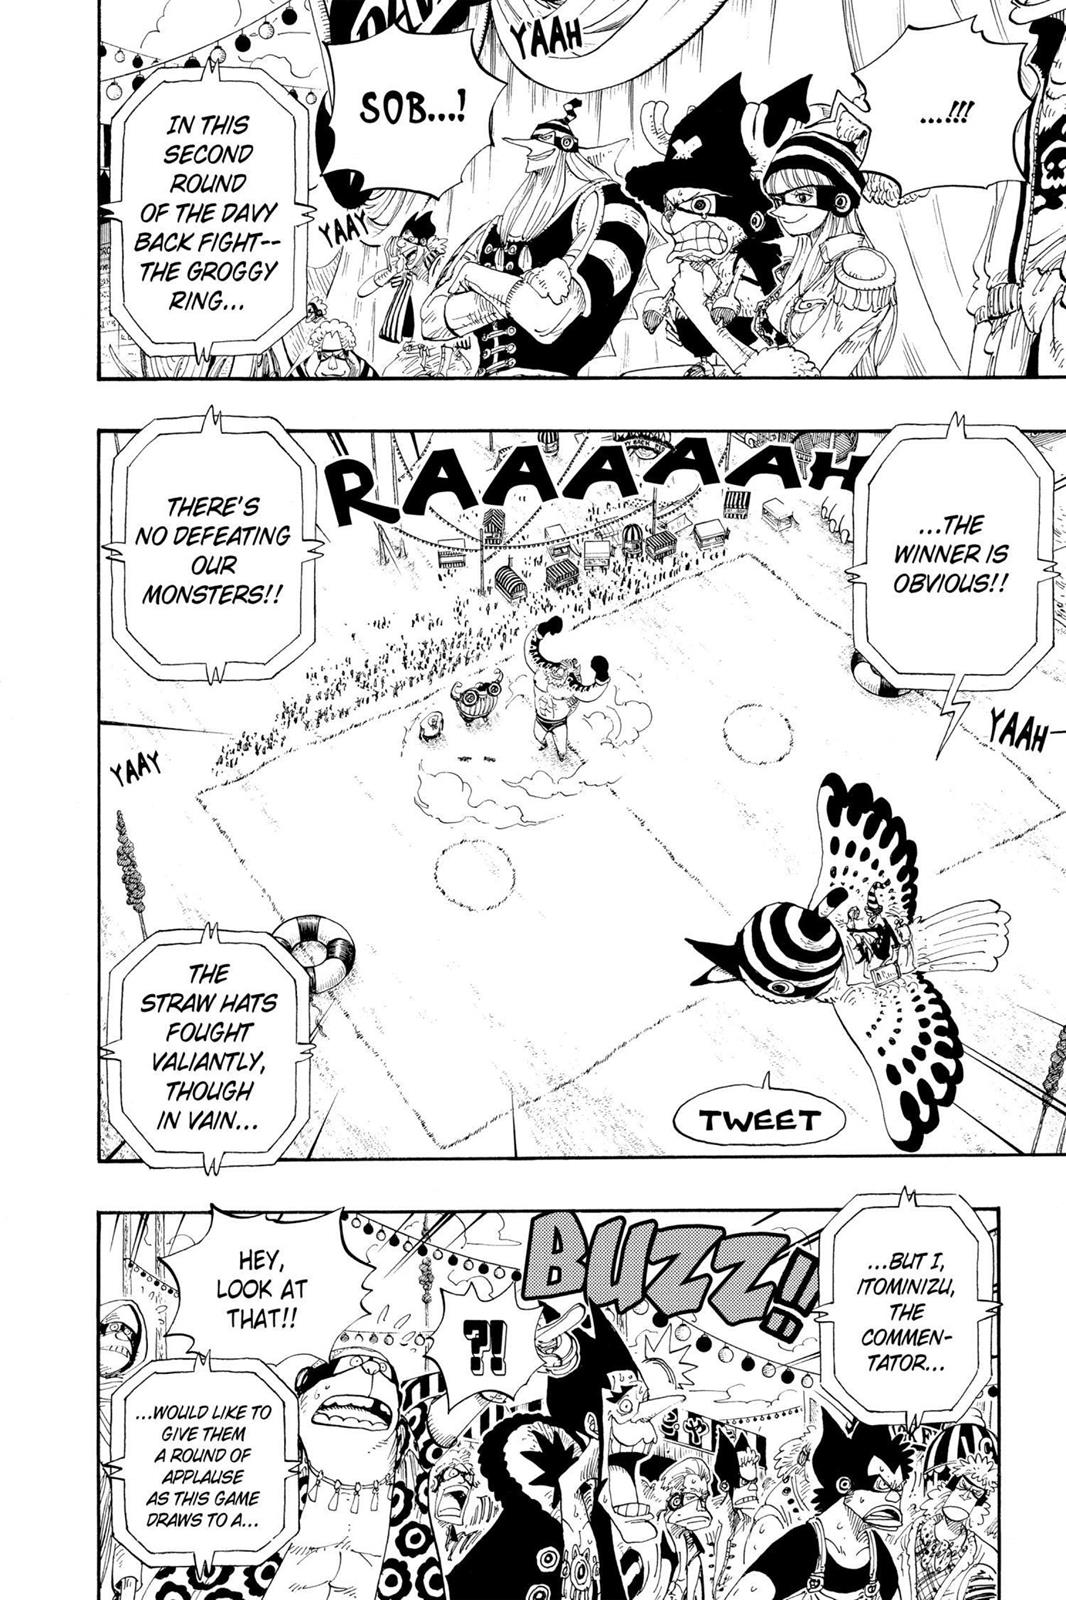 ...!!!
YAAH
SOB...!
IN THIS
SECOND
ROUND
OF THE DAVY
BACK FIGHT--
THE GROGGY
RING...
YAAY
...THE
WINNER IS
OBVIOUS!!
RAAAAAAH
THERE'S
NO DEFEATING
OUR
MONSTERS!!
YAAH-
YAAY
THE
STRAW HATS
FOUGHT
VALIANTLY,
THOUGH
IN VAIN...
TWEET
...BUT I,
ITOMINIZU,
THE
COMMEN-
TATOR...
BUZZ!!
?!
HEY,
LOOK AT
THAT!!
...WOULD LIKE TO
GIVE THEM
A ROUND OF
APPLAUSE
AS THIS GAME
DRAWS TO A...